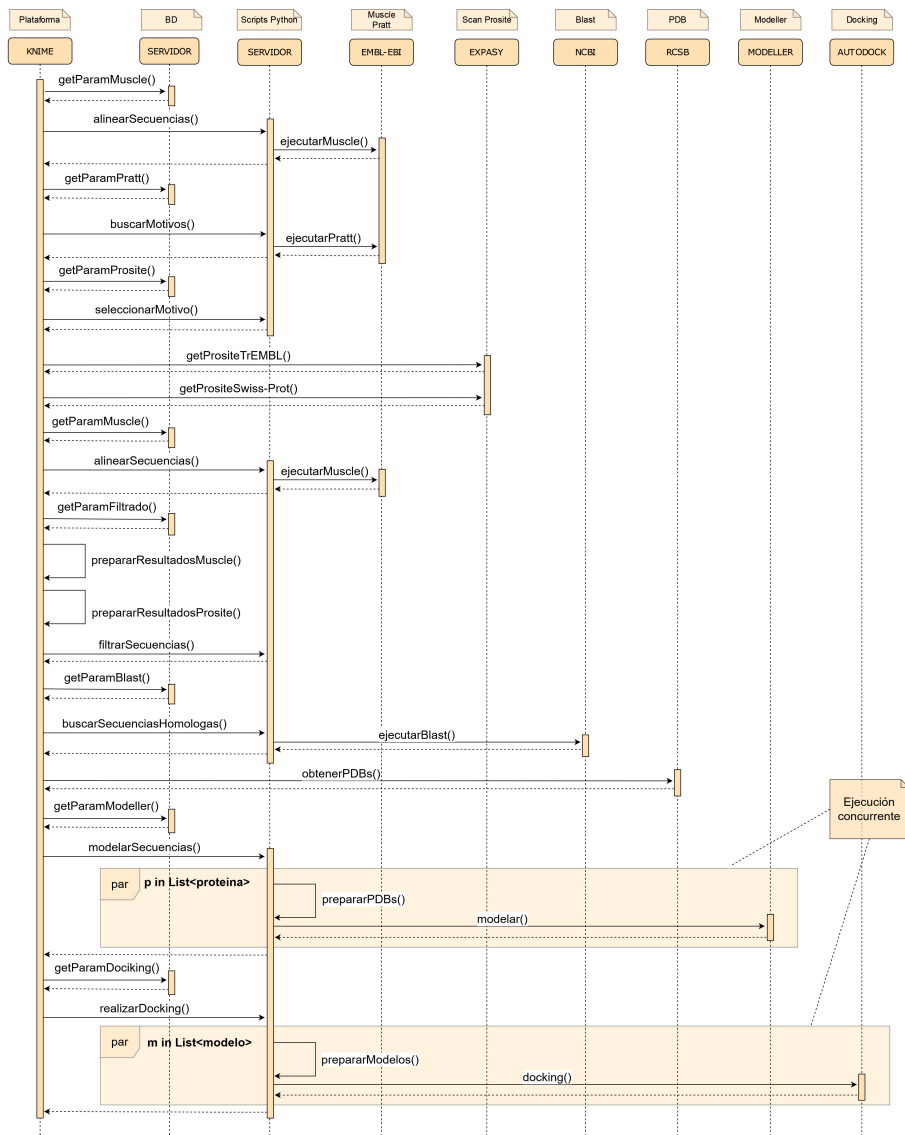 Plataforma
BD
Scripts Python
Muscle
Pratt
Scan Prosite
Blast
PDB
Modeller
Docking
KNIME
SERVIDOR
SERVIDOR
EMBL-EBI
EXPASY
NCBI
RCSB
MODELLER
AUTODOCK
getParamMuscle()
alinearSecuencias()
ejecutarMuscle()
getParamPratt()
buscarMotivos()
ejecutarPratt()
getParamProsite()
seleccionarMotivo()
getPrositeTrEMBL()
getPrositeSwiss-Prot()
getParamMuscle()
alinearSecuencias()
ejecutarMuscle()
getParamFiltrado()
prepararResultadosMuscle()
prepararResultadosProsite()
filtrarSecuencias()
getParamBlast()
buscarSecuenciasHomologas()
ejecutarBlast()
obtenerPDBs()
getParamModeller()
Ejecución
concurrente
modelarSecuencias()
par
p in List<proteina>
prepararPDBs()
modelar()
getParamDociking()
realizarDocking()
par
m in List<modelo>
prepararModelos()
docking()